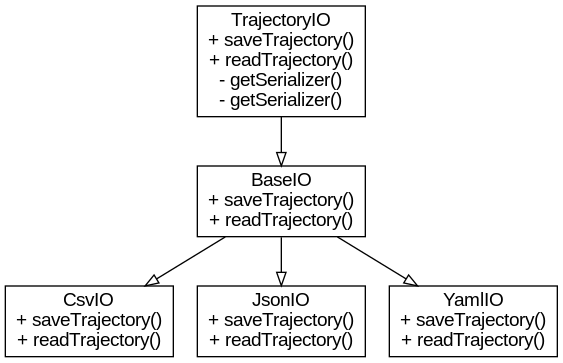 TrajectoryIO
+ saveTrajectory()
+ readTrajectory()
- getSerializer()
- getSerializer()
BaseIO
+ saveTrajectory()
+ readTrajectory()
CsvIO
+ saveTrajectory()
+ readTrajectory()
JsonIO
+ saveTrajectory()
+ readTrajectory()
YamlIO
+ saveTrajectory()
+ readTrajectory()